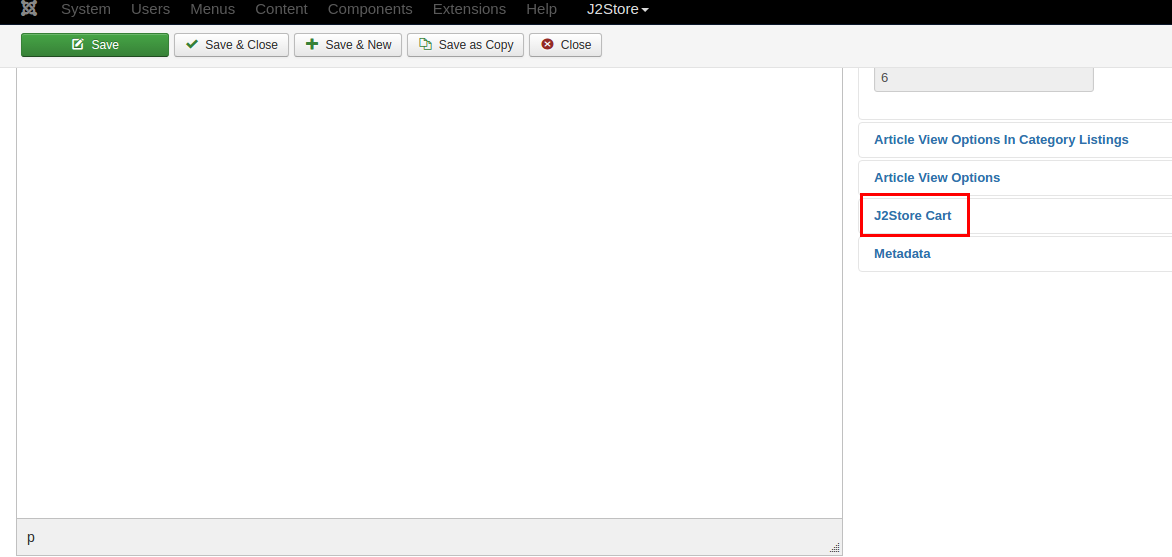 System Users Menus Content Components Extensions Help J2Store
Save Save & Close Save & New Save as Copy Close
6
Article View Options In Category Listings
Article View Options
J2Store Cart
Metadata
p